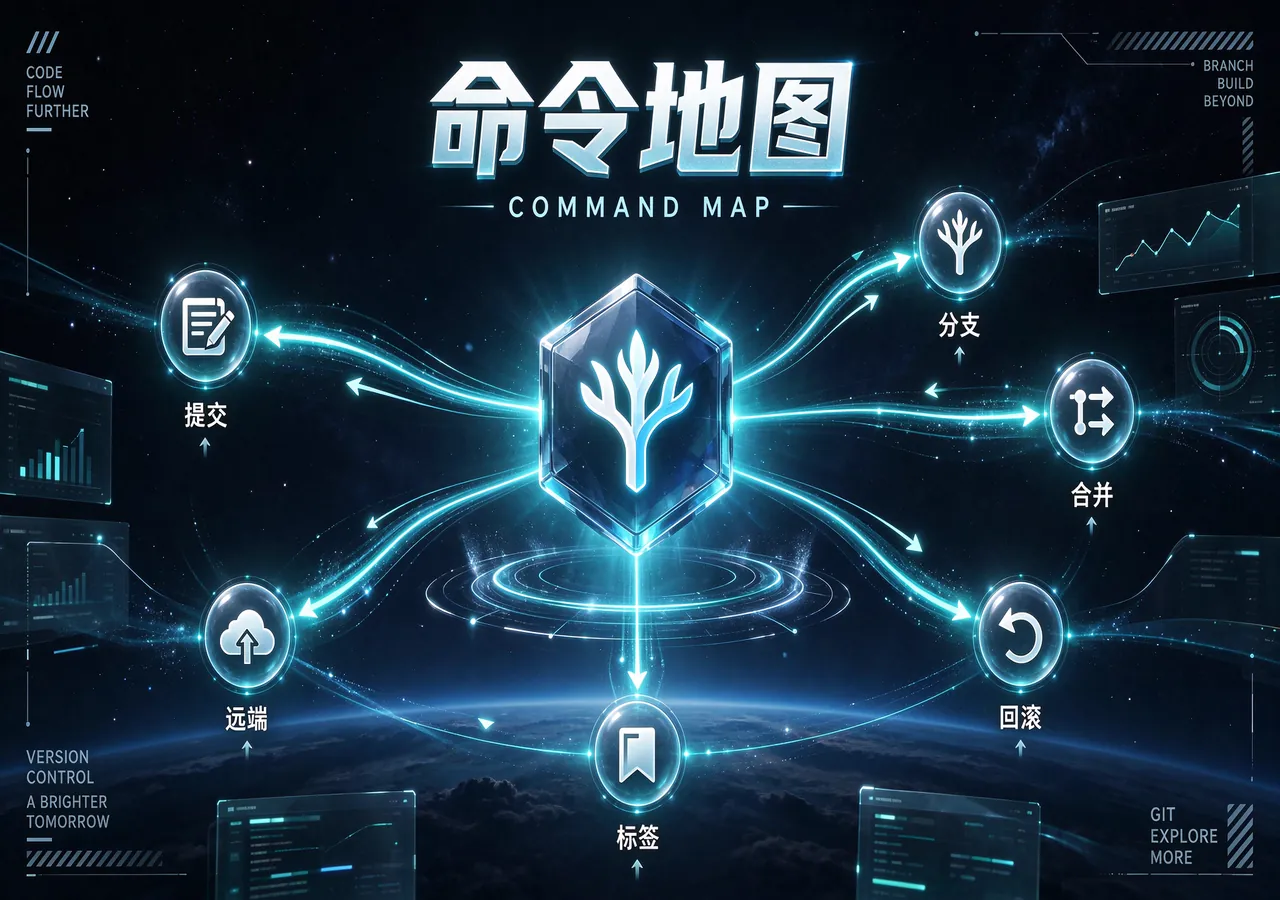 CODE
FLOW
FURTHER
BRANCH
BUILD
BEYOND
命令地图
COMMAND MAP
分支
提交
合并
远端
回滚
标签
VERSION
CONTROL
A BRIGHTER
TOMORROW
GIT
EXPLORE
MORE